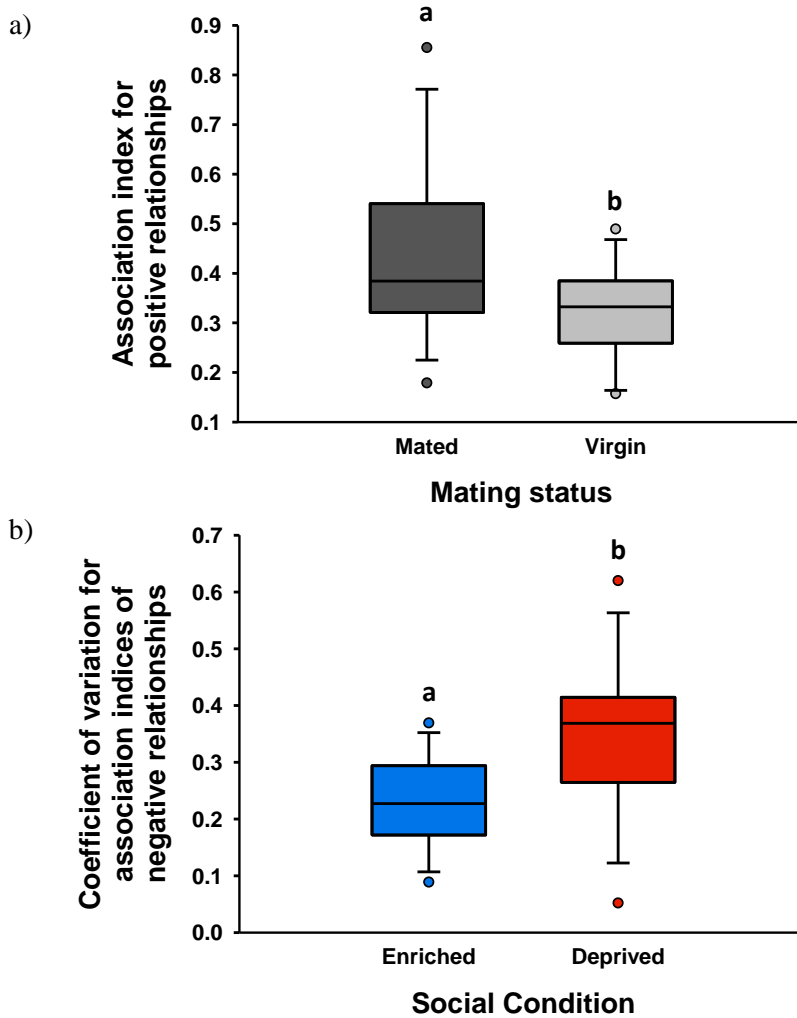 a)
Association index for
positive relationships
0.9
0.8
0.7
0.6
0.5
0.4
0.3
0.2
0.1
a
b
Mated Virgin
Mating status
b)
Coefficient of variation for
association indices of
negative relationships
0.7
0.6
0.5
0.4
0.3
0.2
0.1
0.0
a
b
Enriched Deprived
Social Condition